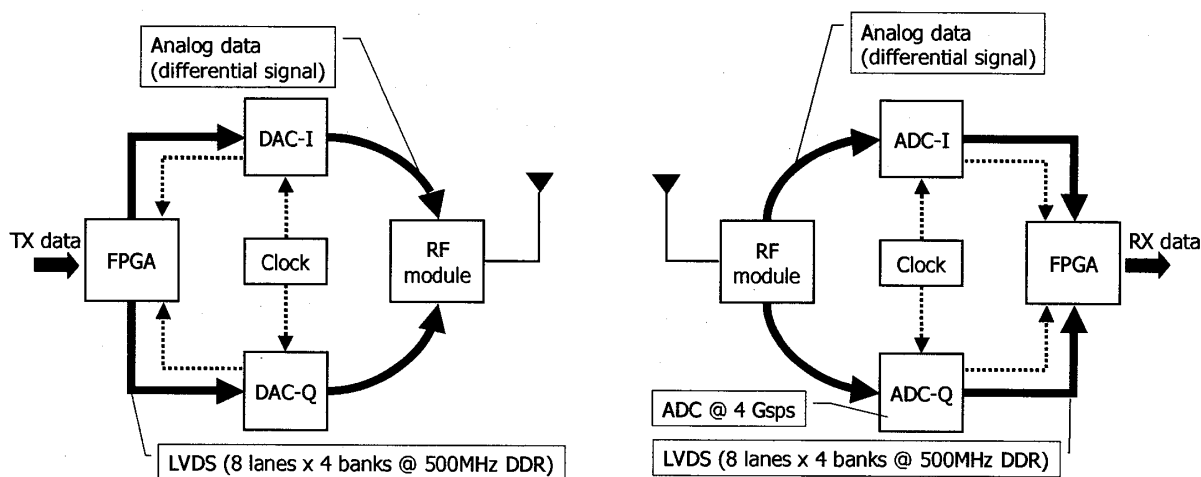 Analog data
(differential signal)
DAC-I
TX data
FPGA
Clock
RF
module
DAC-Q
LVDS (8 lanes x 4 banks @ 500MHz DDR)
Analog data
(differential signal)
ADC-I
RF
module
Clock
FPGA
RX data
ADC-Q
ADC @ 4 Gsps
LVDS (8 lanes x 4 banks @ 500MHz DDR)